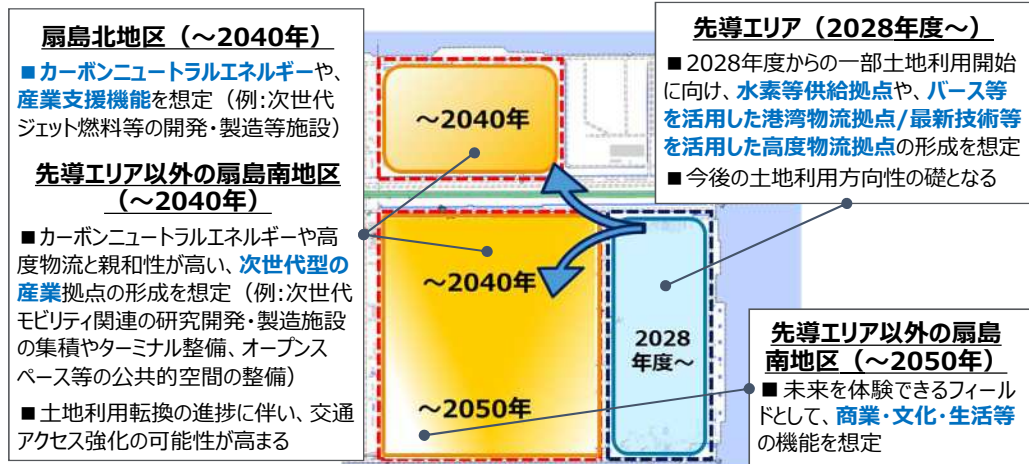 扇島北地区（～2040年）
■カーボンニュートラルエネルギーや、
産業支援機能を想定（例:次世代
ジェット燃料等の開発・製造等施設）
先導エリア以外の扇島南地区
（～2040年）
■カーボンニュートラルエネルギーや高
度物流と親和性が高い、次世代型の
産業拠点の形成を想定（例:次世代
モビリティ関連の研究開発・製造施設
の集積やターミナル整備、オープンス
ペース等の公共的空間の整備）
■土地利用転換の進捗に伴い、交通
アクセス強化の可能性が高まる
～2040年
～2040年
～2050年
2028
年度～
先導エリア（2028年度～）
■2028年度からの一部土地利用開始
に向け、水素等供給拠点や、バース等
を活用した港湾物流拠点/最新技術等
を活用した高度物流拠点の形成を想定
■今後の土地利用方向性の礎となる
先導エリア以外の扇島
南地区（～2050年）
■ 未来を体験できるフィール
ドとして、商業・文化・生活等
の機能を想定